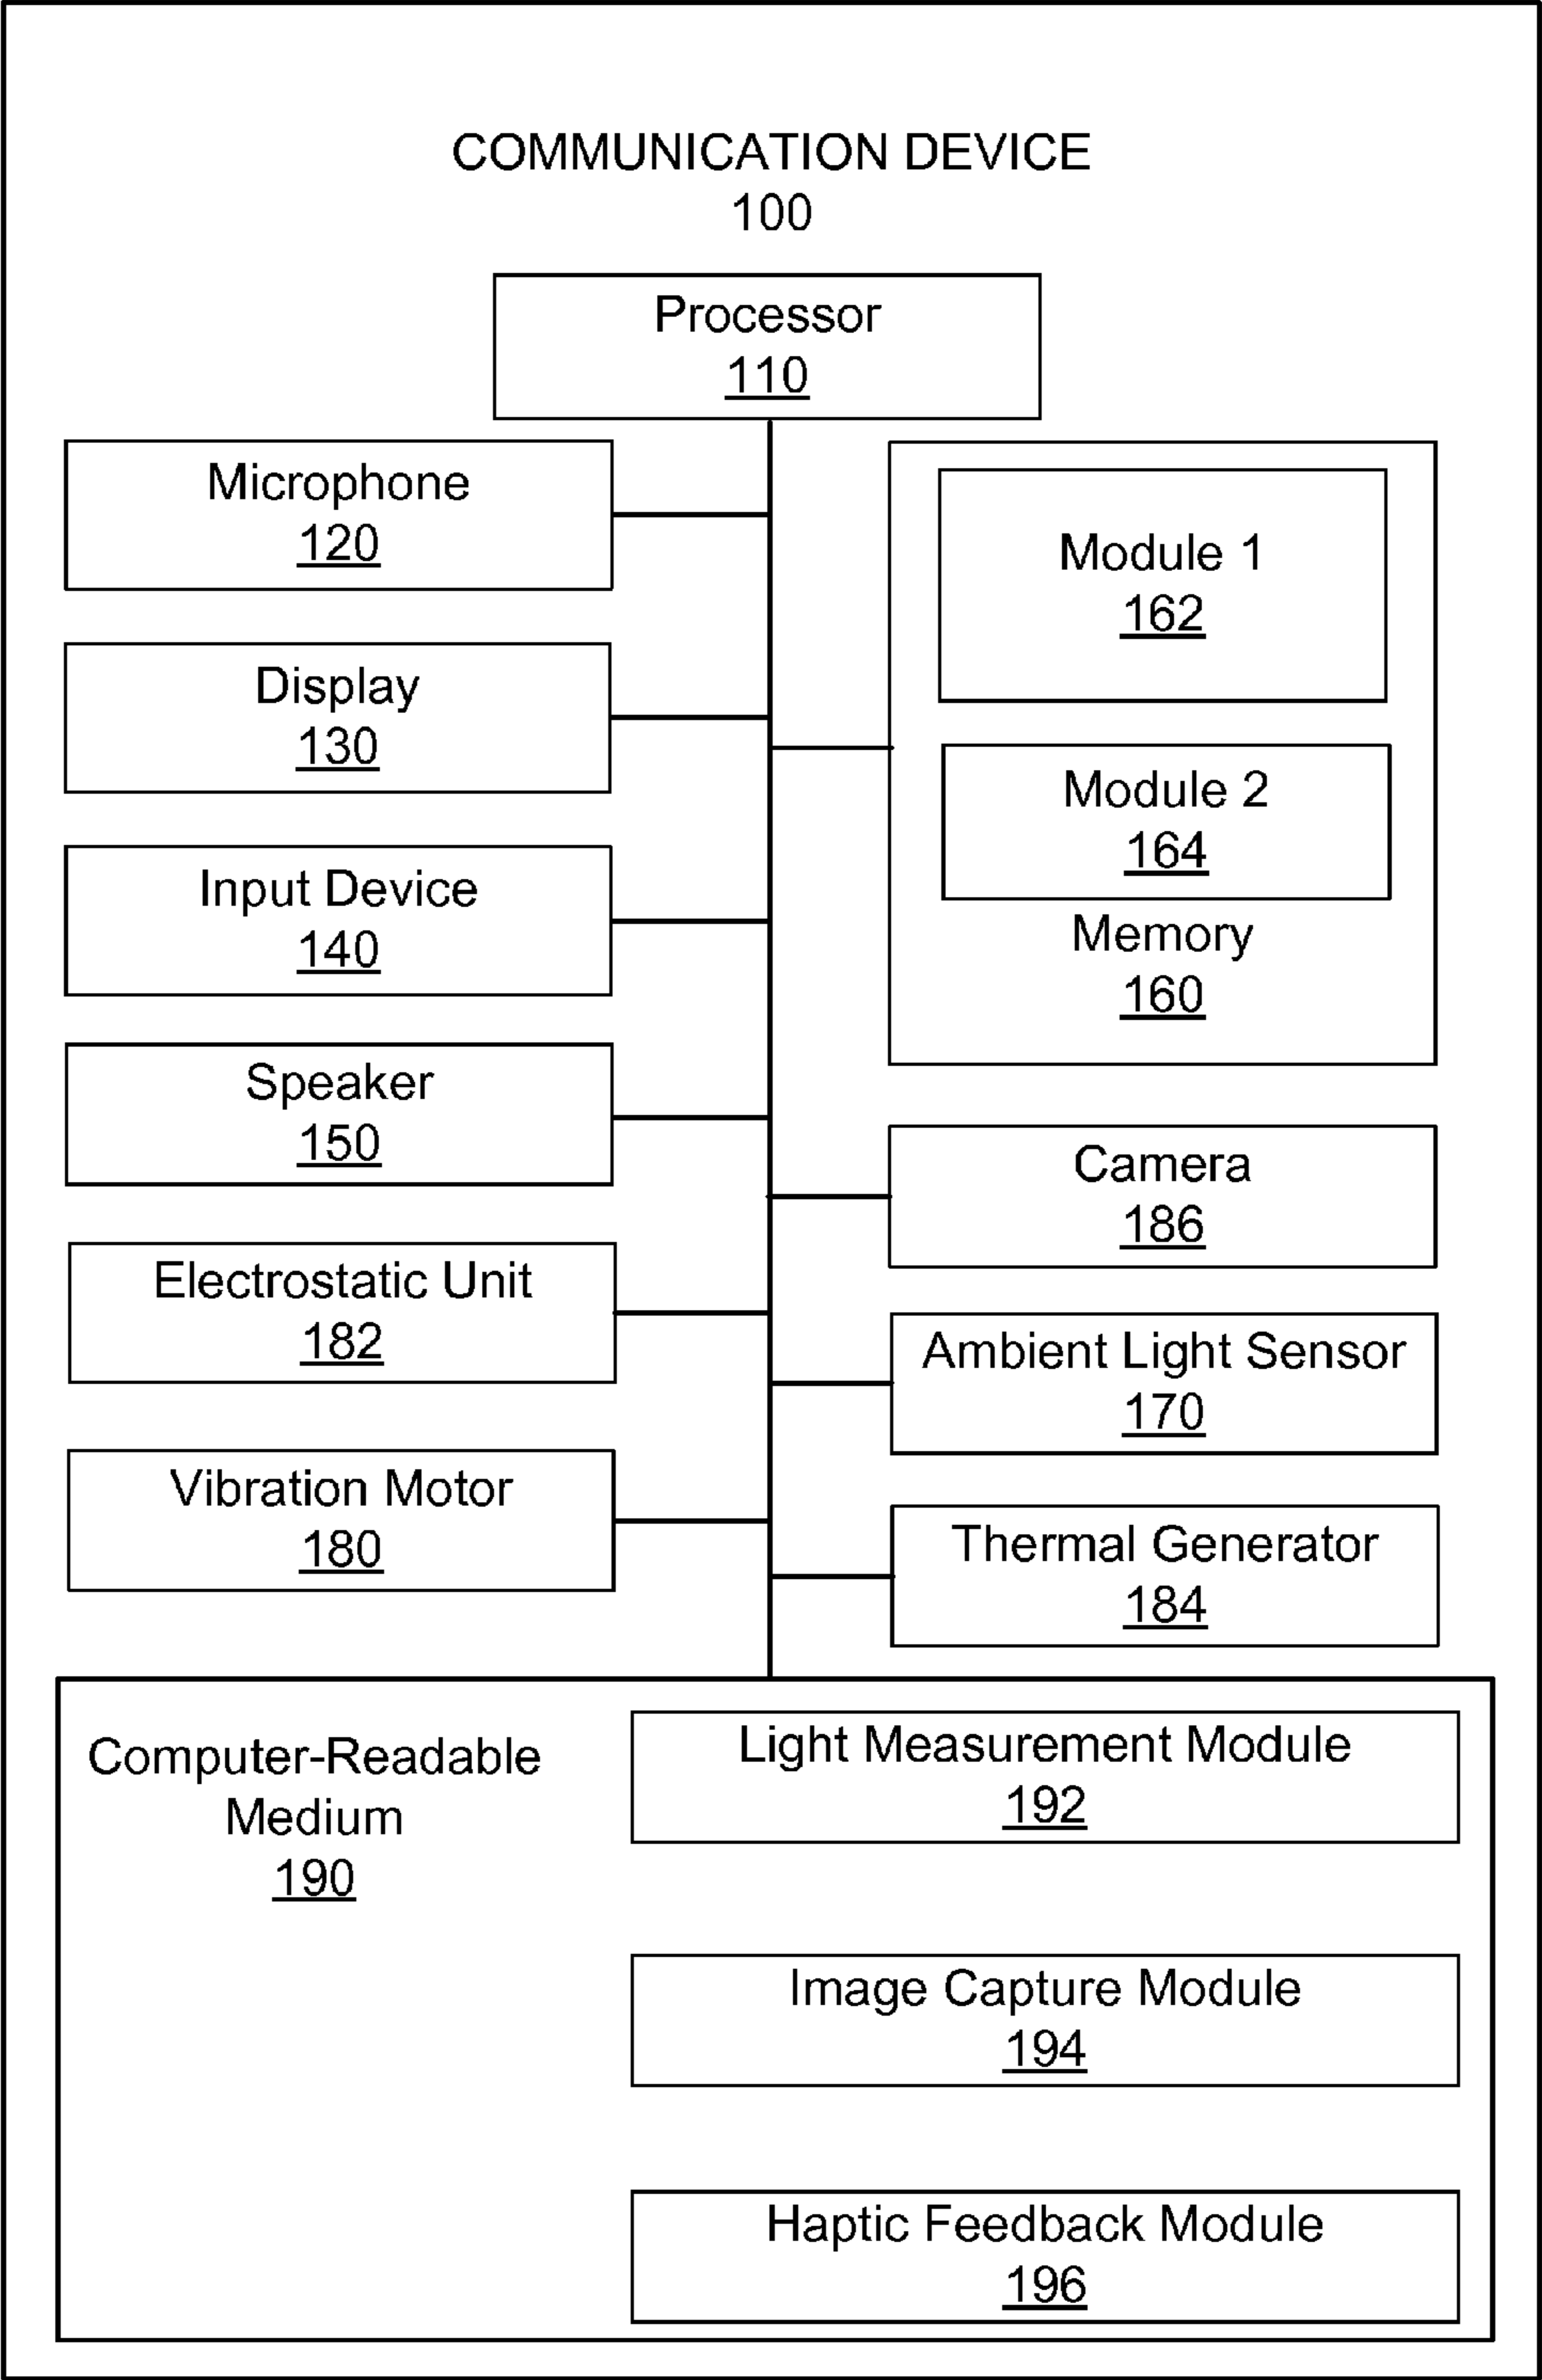 COMMUNICATION DEVICE
100
Processor
110
Microphone
120
Display
130
Input Device
140
Speaker
150
Electrostatic Unit
182
Vibration Motor
180
Module 1
162
Module 2
164
Memory
160
Camera
186
Ambient Light Sensor
170
Thermal Generator
184
Computer-Readable
Medium
190
Light Measurement Module
192
Image Capture Module
194
Haptic Feedback Module
196